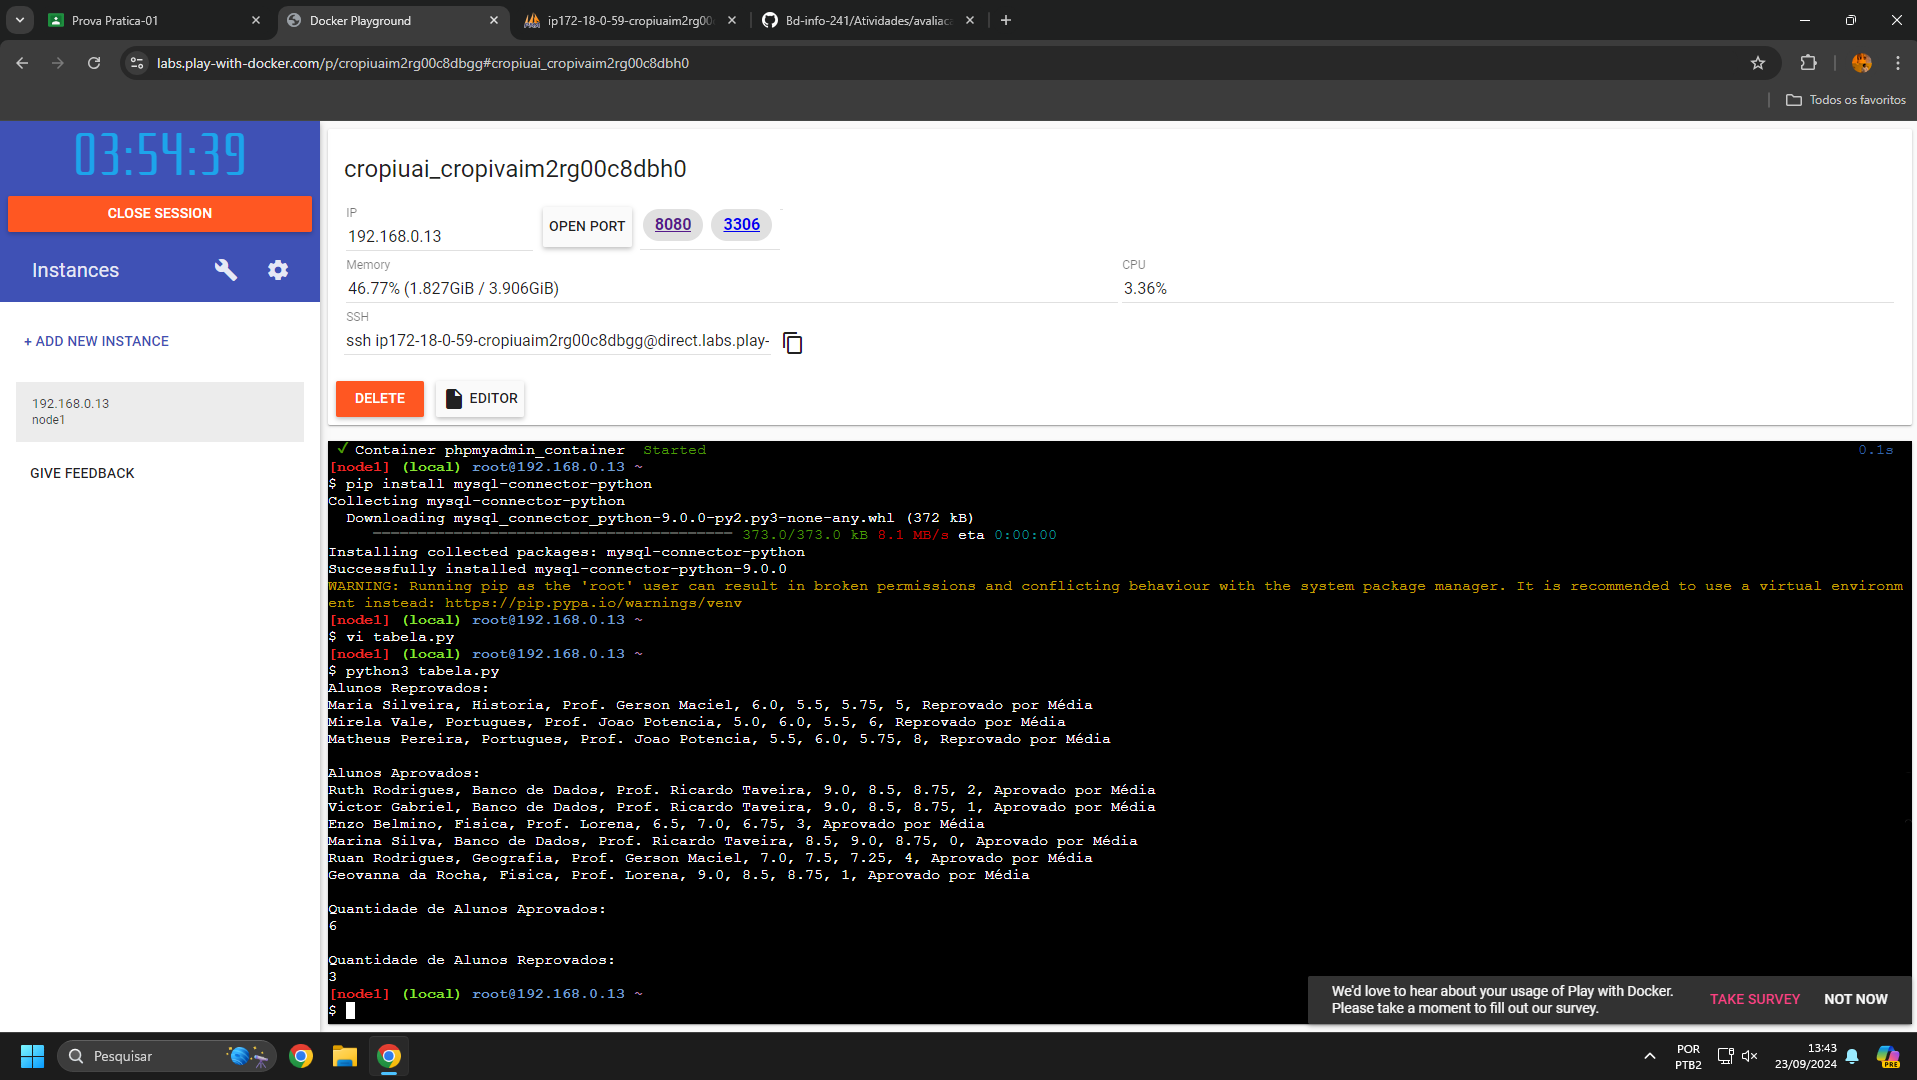 Prova Pratica-01
Docker Playground
ip172-18-0-59-cropiuaim2rg00
Bd-info-241/Atividades/avaliac
labs.play-with-docker.com/p/cropiuaim2rg00c8dbgg#cropiuai_cropivaim2rg00c8dbh0
Todos os favoritos
03:54:39
CLOSE SESSION
Instances
+ ADD NEW INSTANCE
192.168.0.13
node1
GIVE FEEDBACK
cropiuai_cropivaim2rg00c8dbh0
IP
192.168.0.13
OPEN PORT
8080
3306
Memory
46.77% (1.827GiB / 3.906GiB)
CPU
3.36%
SSH
ssh ip172-18-0-59-cropiuaim2rg00c8dbgg@direct.labs.play-
DELETE
EDITOR
✓ Container phpmyadmin_container Started 0.1s
[node1] (local) root@192.168.0.13 ~
$ pip install mysql-connector-python
Collecting mysql-connector-python
Downloading mysql_connector_python-9.0.0-py2.py3-none-any.whl (372 kB)
373.0/373.0 kB 8.1 MB/s eta 0:00:00
Installing collected packages: mysql-connector-python
Successfully installed mysql-connector-python-9.0.0
WARNING: Running pip as the 'root' user can result in broken permissions and conflicting behaviour with the system package manager. It is recommended to use a virtual environm
ent instead: https://pip.pypa.io/warnings/venv
[node1] (local) root@192.168.0.13 ~
$ vi tabela.py
[node1] (local) root@192.168.0.13 ~
$ python3 tabela.py
Alunos Reprovados:
Maria Silveira, Historia, Prof. Gerson Maciel, 6.0, 5.5, 5.75, 5, Reprovado por Média
Mirela Vale, Portugues, Prof. Joao Potencia, 5.0, 6.0, 5.5, 6, Reprovado por Média
Matheus Pereira, Portugues, Prof. Joao Potencia, 5.5, 6.0, 5.75, 8, Reprovado por Média
Alunos Aprovados:
Ruth Rodrigues, Banco de Dados, Prof. Ricardo Taveira, 9.0, 8.5, 8.75, 2, Aprovado por Média
Victor Gabriel, Banco de Dados, Prof. Ricardo Taveira, 9.0, 8.5, 8.75, 1, Aprovado por Média
Enzo Belmino, Fisica, Prof. Lorena, 6.5, 7.0, 6.75, 3, Aprovado por Média
Marina Silva, Banco de Dados, Prof. Ricardo Taveira, 8.5, 9.0, 8.75, 0, Aprovado por Média
Ruan Rodrigues, Geografia, Prof. Gerson Maciel, 7.0, 7.5, 7.25, 4, Aprovado por Média
Geovanna da Rocha, Fisica, Prof. Lorena, 9.0, 8.5, 8.75, 1, Aprovado por Média
Quantidade de Alunos Aprovados:
6
Quantidade de Alunos Reprovados:
3
[node1] (local) root@192.168.0.13 ~
$
We'd love to hear about your usage of Play with Docker.
Please take a moment to fill out our survey.
TAKE SURVEY
NOT NOW
Pesquisar
POR
PTB2
13:43
23/09/2024
PRE